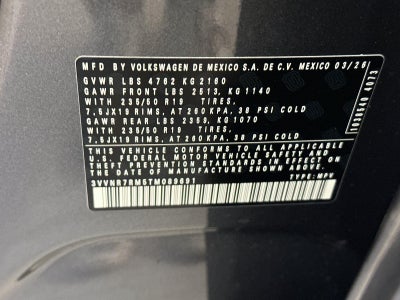 MFD BY VOLKSWAGEN DE MEXICO S.A. DE C.V. MEXICO 03/26
GVWR LBS 4762 KG 2160
GAWR FRONT LBS 2513, KG 1140
WITH 235/50 R19 TIRES,
7,5JX19 RIMS, AT 260 KPA, 38 PSI COLD
GAWR REAR LBS 2359, KG 1070
WITH 235/50 R19 TIRES,
7,5JX19 RIMS, AT 260 KPA, 38 PSI COLD
THIS VEHICLE CONFORMS TO ALL APPLICABLE
U.S. FEDERAL MOTOR VEHICLE SAFETY AND
THEFT PREVENTION STANDARDS IN EFFECT ON THE
DATE OF MANUFACTURE SHOWN ABOVE.
3VVNR7RM5TM089691 TYPE: MPV